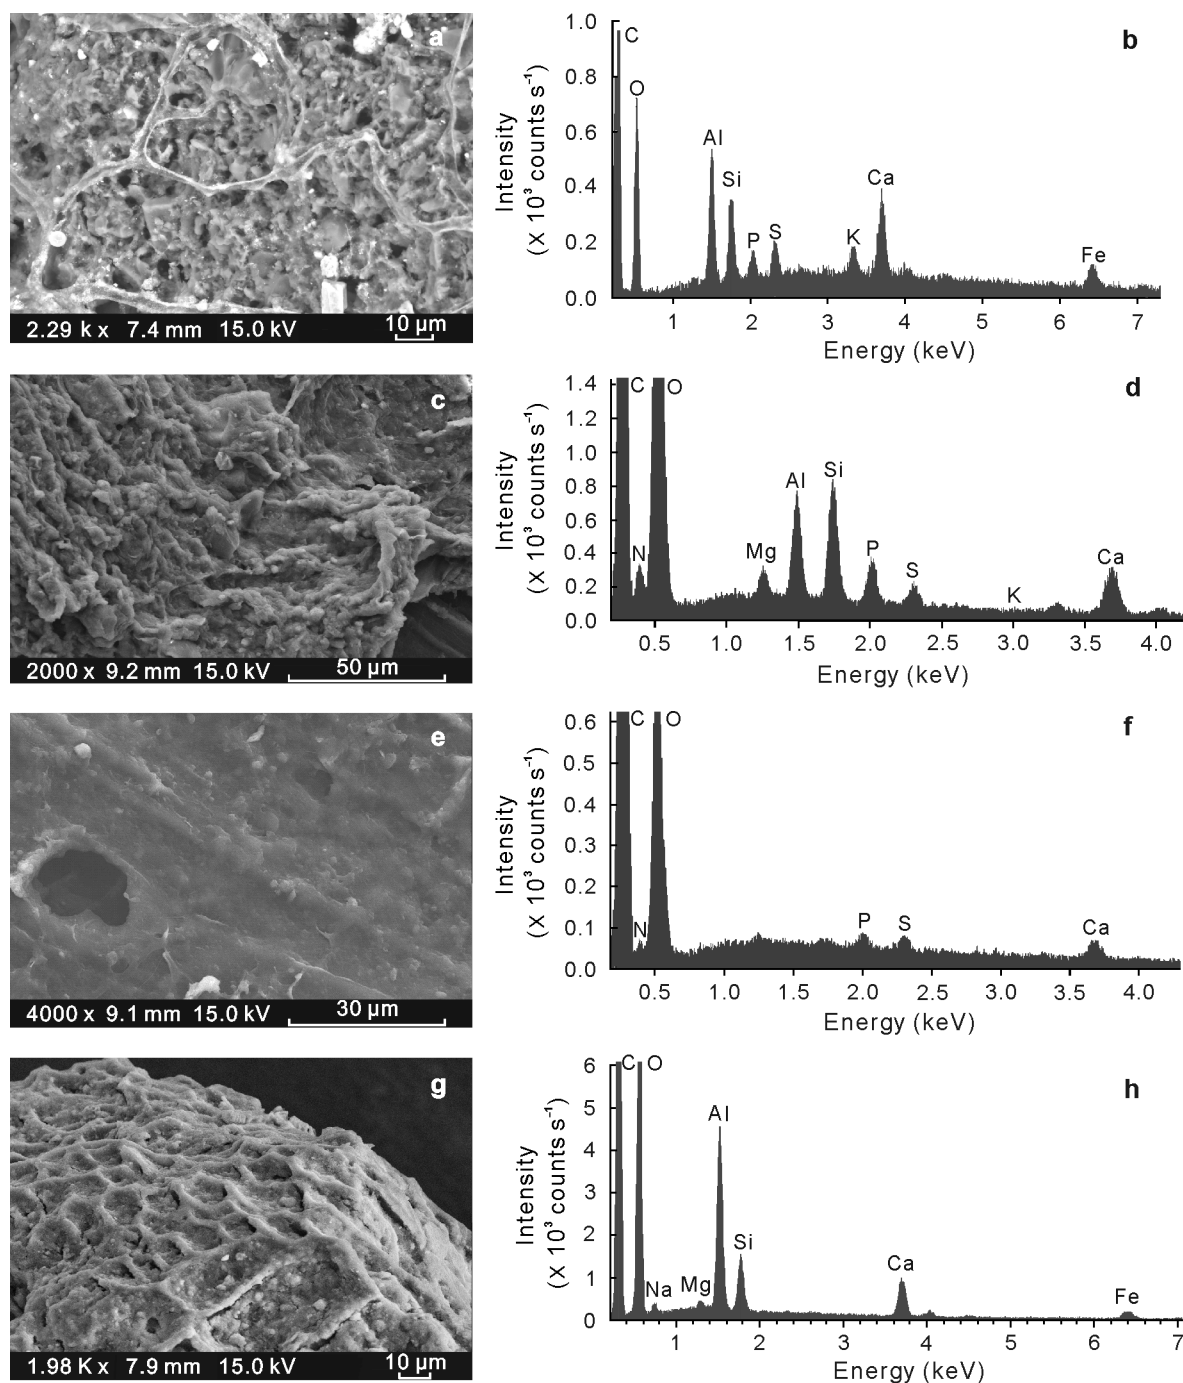 a
2.29 k x 7.4 mm 15.0 kV 10 µm
b
Intensity
(X 10³ counts s⁻¹)
1.0
0.8
0.6
0.4
0.2
0.0
C
O
Al
Si
P
S
K
Ca
Fe
1 2 3 4 5 6 7
Energy (keV)
c
2000 x 9.2 mm 15.0 kV 50 µm
d
Intensity
(X 10³ counts s⁻¹)
1.4
1.2
1.0
0.8
0.6
0.4
0.2
0.0
C
N
O
Mg
Al
Si
P
S
K
Ca
0.5 1.0 1.5 2.0 2.5 3.0 3.5 4.0
Energy (keV)
e
4000 x 9.1 mm 15.0 kV 30 µm
f
Intensity
(X 10³ counts s⁻¹)
0.6
0.5
0.4
0.3
0.2
0.1
0.0
C
N
O
P
S
Ca
0.5 1.0 1.5 2.0 2.5 3.0 3.5 4.0
Energy (keV)
g
1.98 K x 7.9 mm 15.0 kV 10 µm
h
Intensity
(X 10³ counts s⁻¹)
6
5
4
3
2
1
0
C
O
Na
Mg
Al
Si
Ca
Fe
1 2 3 4 5 6 7
Energy (keV)